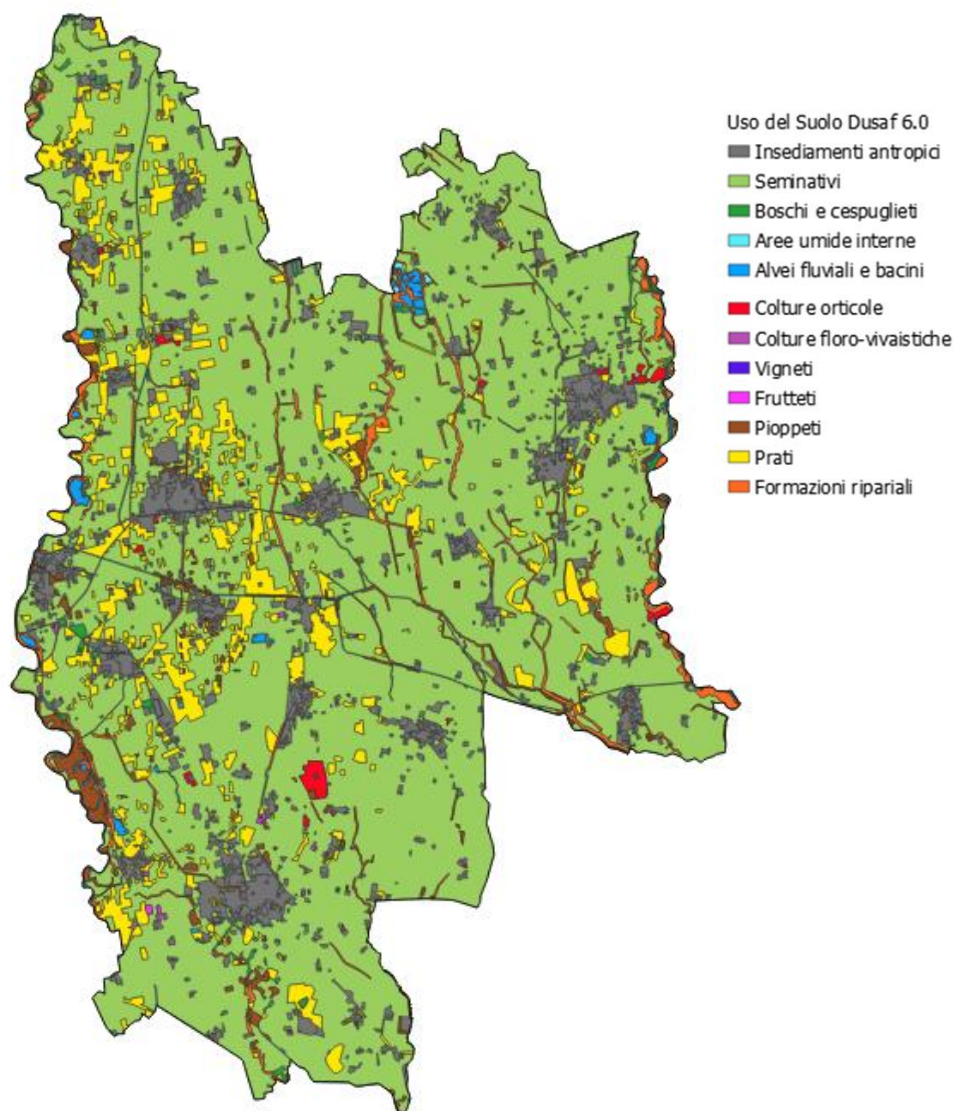 Uso del Suolo Dusaf 6.0
Insediamenti antropici
Seminativi
Boschi e cespuglieti
Aree umide interne
Alvei fluviali e bacini
Colture orticole
Colture floro-vivaistiche
Vigneti
Frutteti
Pioppeti
Prati
Formazioni ripariali